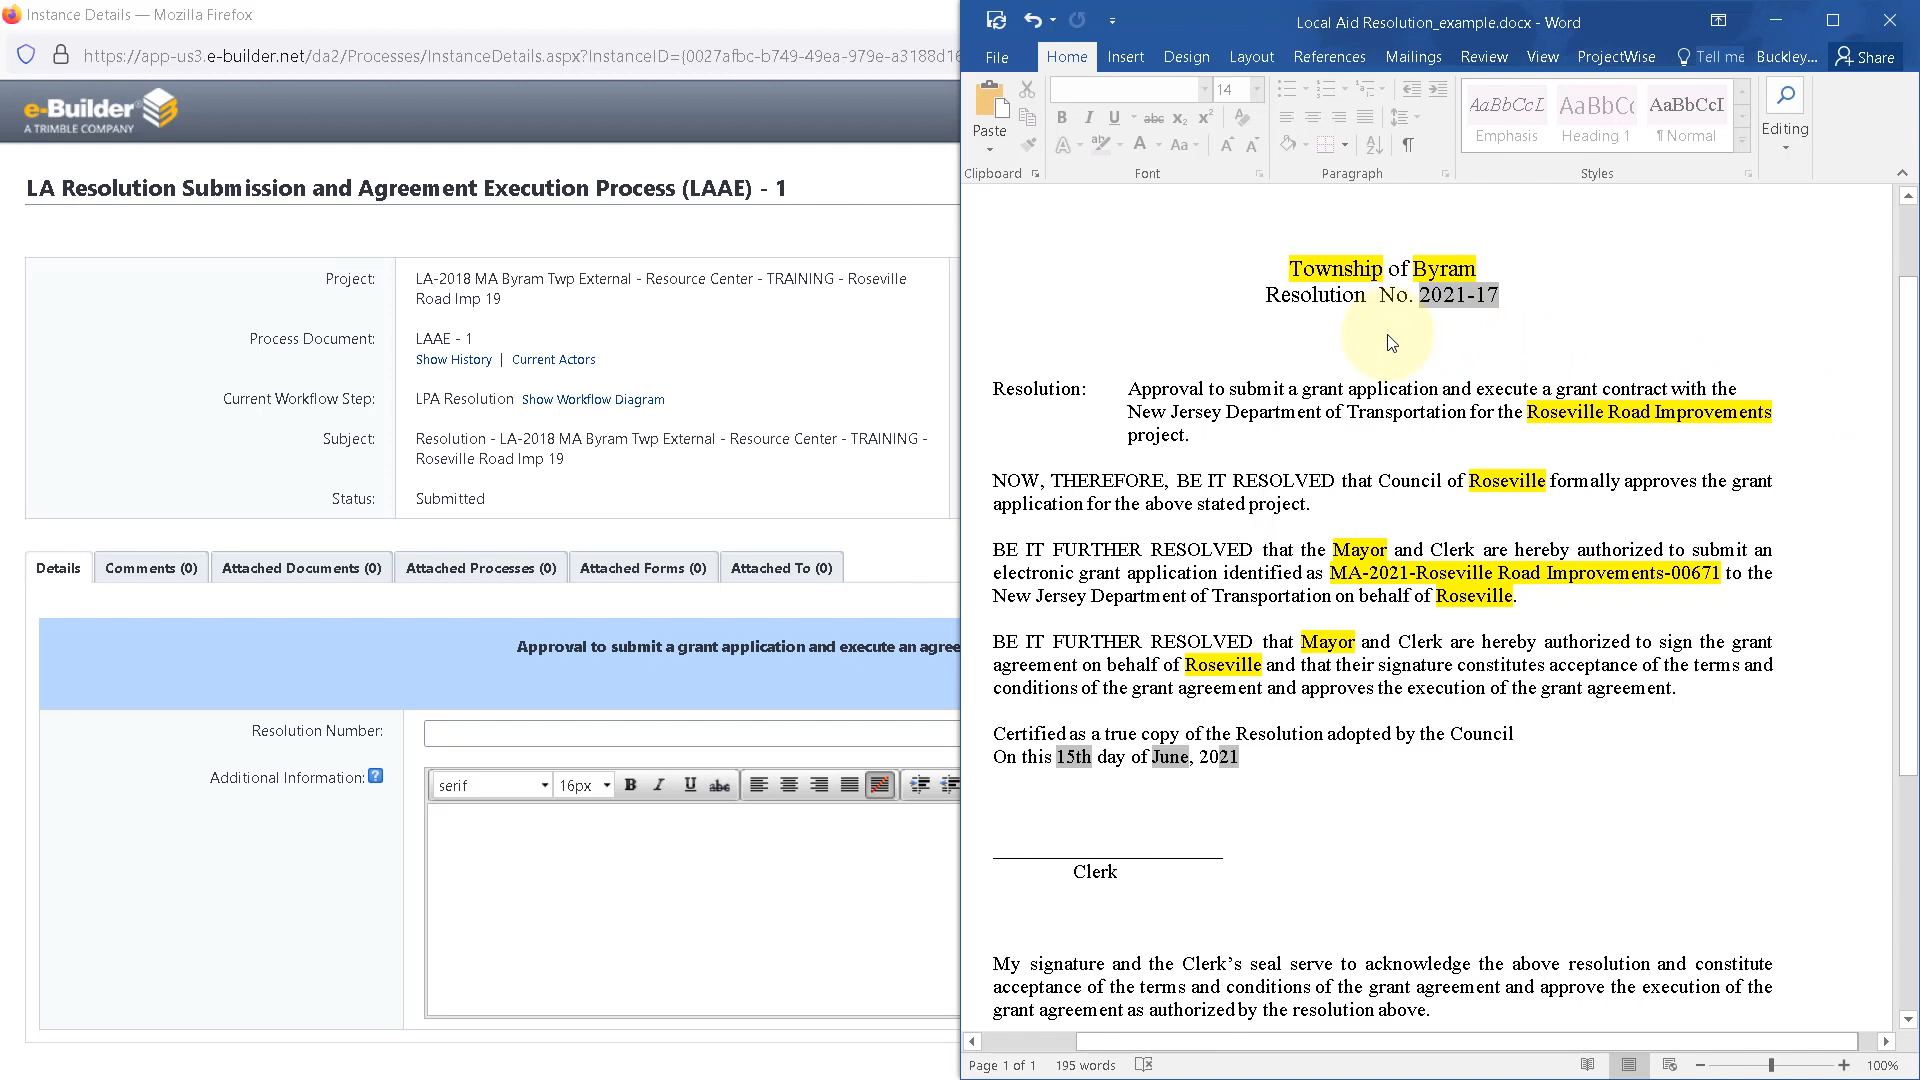 Instance Details — Mozilla Firefox
https://app-us3.e-builder.net/da2/Processes/InstanceDetails.aspx?InstanceID={0027afbc-b749-49ea-979e-a3188d16
e-Builder
A TRIMBLE COMPANY
LA Resolution Submission and Agreement Execution Process (LAAE) - 1
Project: LA-2018 MA Byram Twp External - Resource Center - TRAINING - Roseville
Road Imp 19
Process Document: LAAE - 1
Show History | Current Actors
Current Workflow Step: LPA Resolution Show Workflow Diagram
Subject: Resolution - LA-2018 MA Byram Twp External - Resource Center - TRAINING -
Roseville Road Imp 19
Status: Submitted
Details Comments (0) Attached Documents (0) Attached Processes (0) Attached Forms (0) Attached To (0)
Approval to submit a grant application and execute an agree
Resolution Number:
Additional Information: ?
serif 16px B I U abc
Local Aid Resolution_example.docx - Word
File Home Insert Design Layout References Mailings Review View ProjectWise Tell me Buckley... Share
Paste
14
B I U abc X₂ X²
A A Aa A A
AaBbCcI AaBbCc AaBbCcI
Emphasis Heading 1 ¶ Normal
Editing
Clipboard Font Paragraph Styles
Township of Byram
Resolution No. 2021-17
Resolution: Approval to submit a grant application and execute a grant contract with the
New Jersey Department of Transportation for the Roseville Road Improvements
project.
NOW, THEREFORE, BE IT RESOLVED that Council of Roseville formally approves the grant
application for the above stated project.
BE IT FURTHER RESOLVED that the Mayor and Clerk are hereby authorized to submit an
electronic grant application identified as MA-2021-Roseville Road Improvements-00671 to the
New Jersey Department of Transportation on behalf of Roseville.
BE IT FURTHER RESOLVED that Mayor and Clerk are hereby authorized to sign the grant
agreement on behalf of Roseville and that their signature constitutes acceptance of the terms and
conditions of the grant agreement and approves the execution of the grant agreement.
Certified as a true copy of the Resolution adopted by the Council
On this 15th day of June, 2021
Clerk
My signature and the Clerk’s seal serve to acknowledge the above resolution and constitute
acceptance of the terms and conditions of the grant agreement and approve the execution of the
grant agreement as authorized by the resolution above.
Page 1 of 1 195 words 100%